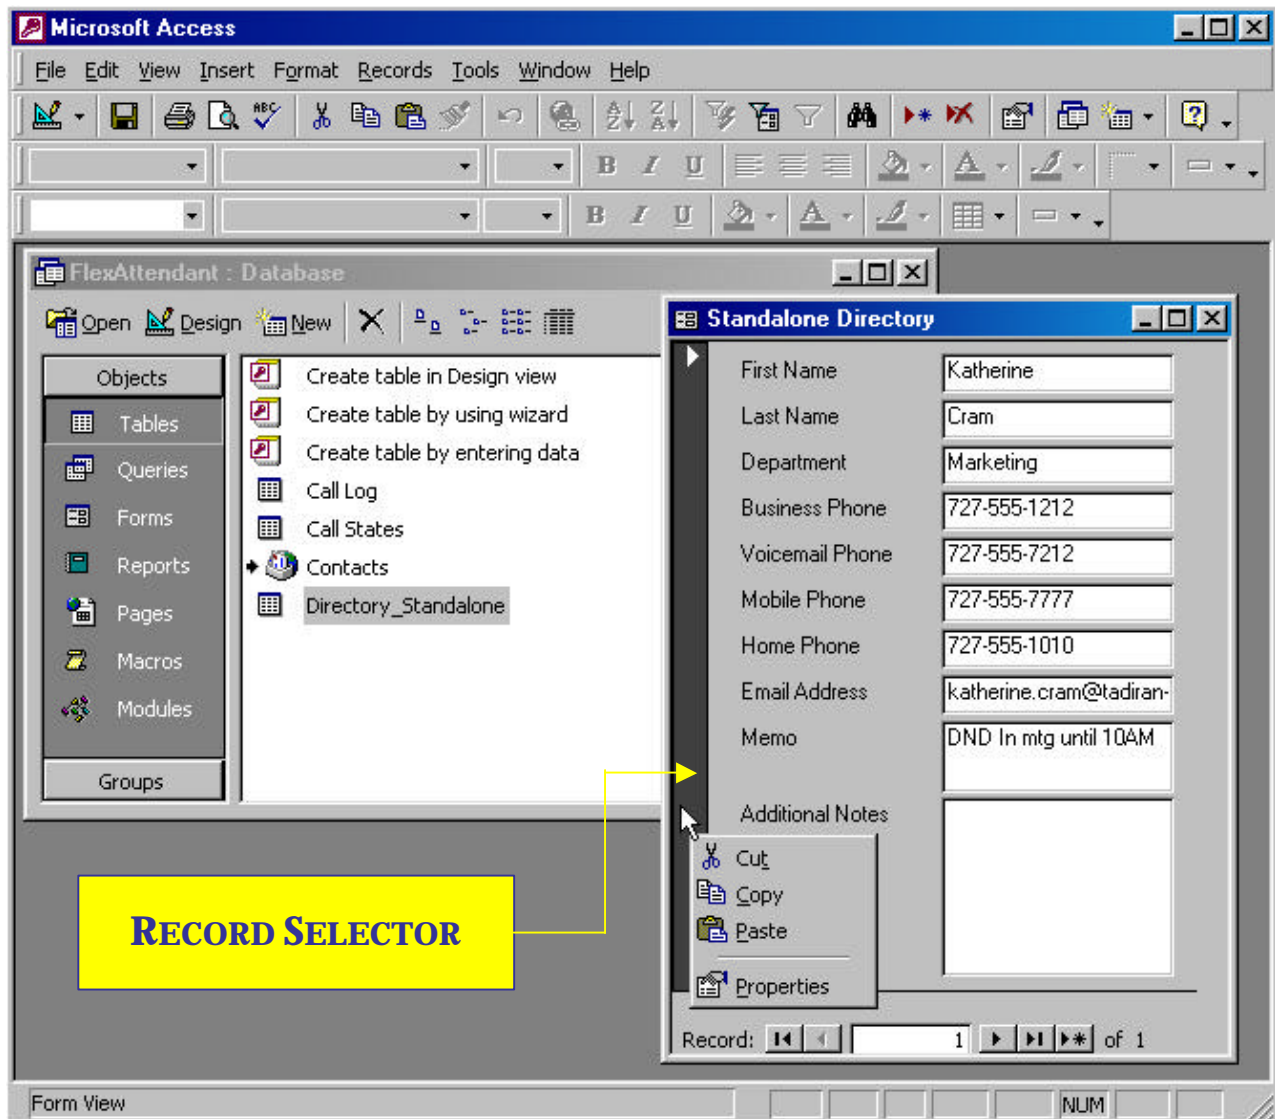 Microsoft Access
File Edit View Insert Format Records Tools Window Help
ABC
B I U A
B I U A
FlexAttendant : Database
Open Design New
Objects
Tables
Queries
Forms
Reports
Pages
Macros
Modules
Groups
Create table in Design view
Create table by using wizard
Create table by entering data
Call Log
Call States
Contacts
Directory_Standalone
Standalone Directory
First Name Katherine
Last Name Cram
Department Marketing
Business Phone 727-555-1212
Voicemail Phone 727-555-7212
Mobile Phone 727-555-7777
Home Phone 727-555-1010
Email Address katherine.cram@tadiran-
Memo DND In mtg until 10AM
Additional Notes
Cut
Copy
Paste
Properties
Record: 1 of 1
RECORD SELECTOR
Form View NUM